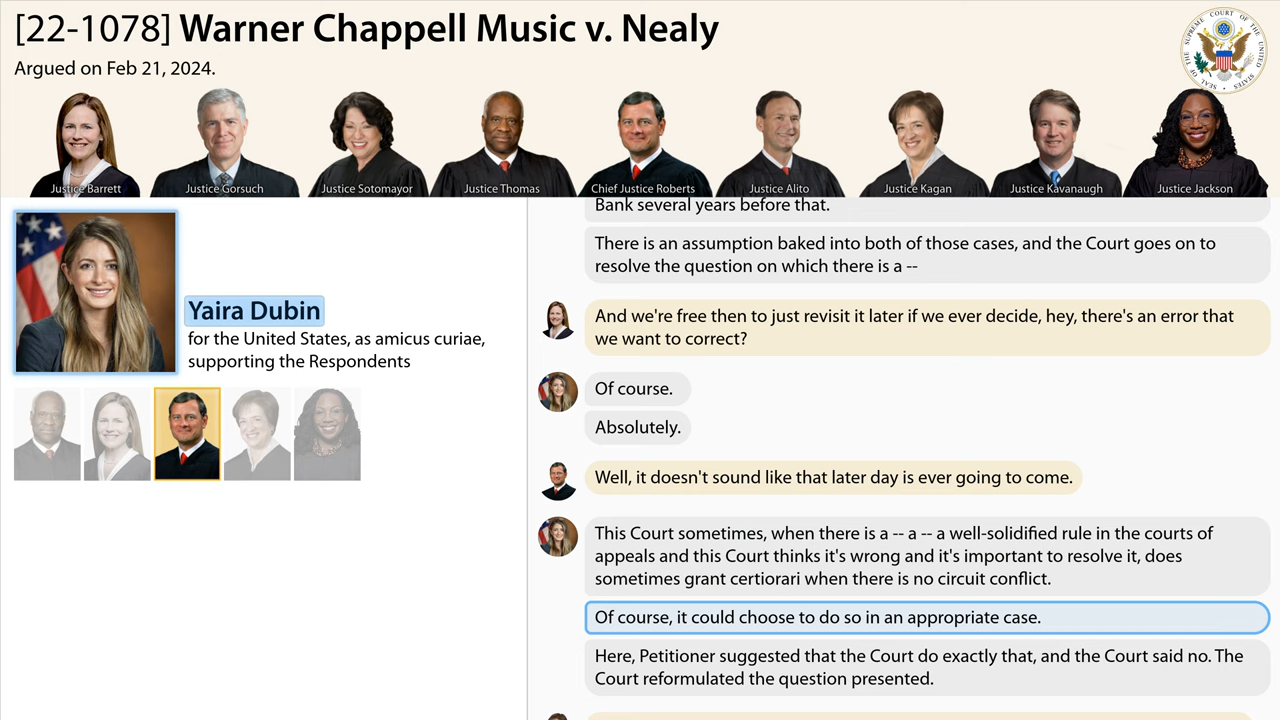 [22-1078] Warner Chappell Music v. Nealy
Argued on Feb 21, 2024.
SEAL OF THE SUPREME COURT OF THE UNITED STATES
Justice Barrett
Justice Gorsuch
Justice Sotomayor
Justice Thomas
Chief Justice Roberts
Justice Alito
Justice Kagan
Justice Kavanaugh
Justice Jackson
Yaira Dubin
for the United States, as amicus curiae,
supporting the Respondents
Bank several years before that.
There is an assumption baked into both of those cases, and the Court goes on to
resolve the question on which there is a --
And we're free then to just revisit it later if we ever decide, hey, there's an error that
we want to correct?
Of course.
Absolutely.
Well, it doesn't sound like that later day is ever going to come.
This Court sometimes, when there is a -- a -- a well-solidified rule in the courts of
appeals and this Court thinks it's wrong and it's important to resolve it, does
sometimes grant certiorari when there is no circuit conflict.
Of course, it could choose to do so in an appropriate case.
Here, Petitioner suggested that the Court do exactly that, and the Court said no. The
Court reformulated the question presented.